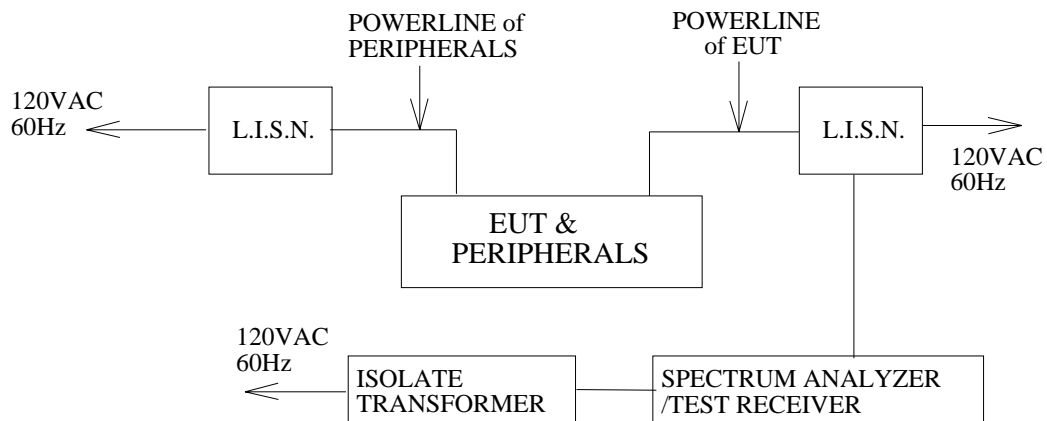 POWERLINE of
PERIPHERALS
POWERLINE
of EUT
120VAC
60Hz
L.I.S.N.
L.I.S.N.
120VAC
60Hz
EUT &
PERIPHERALS
120VAC
60Hz
ISOLATE
TRANSFORMER
SPECTRUM ANALYZER
/TEST RECEIVER